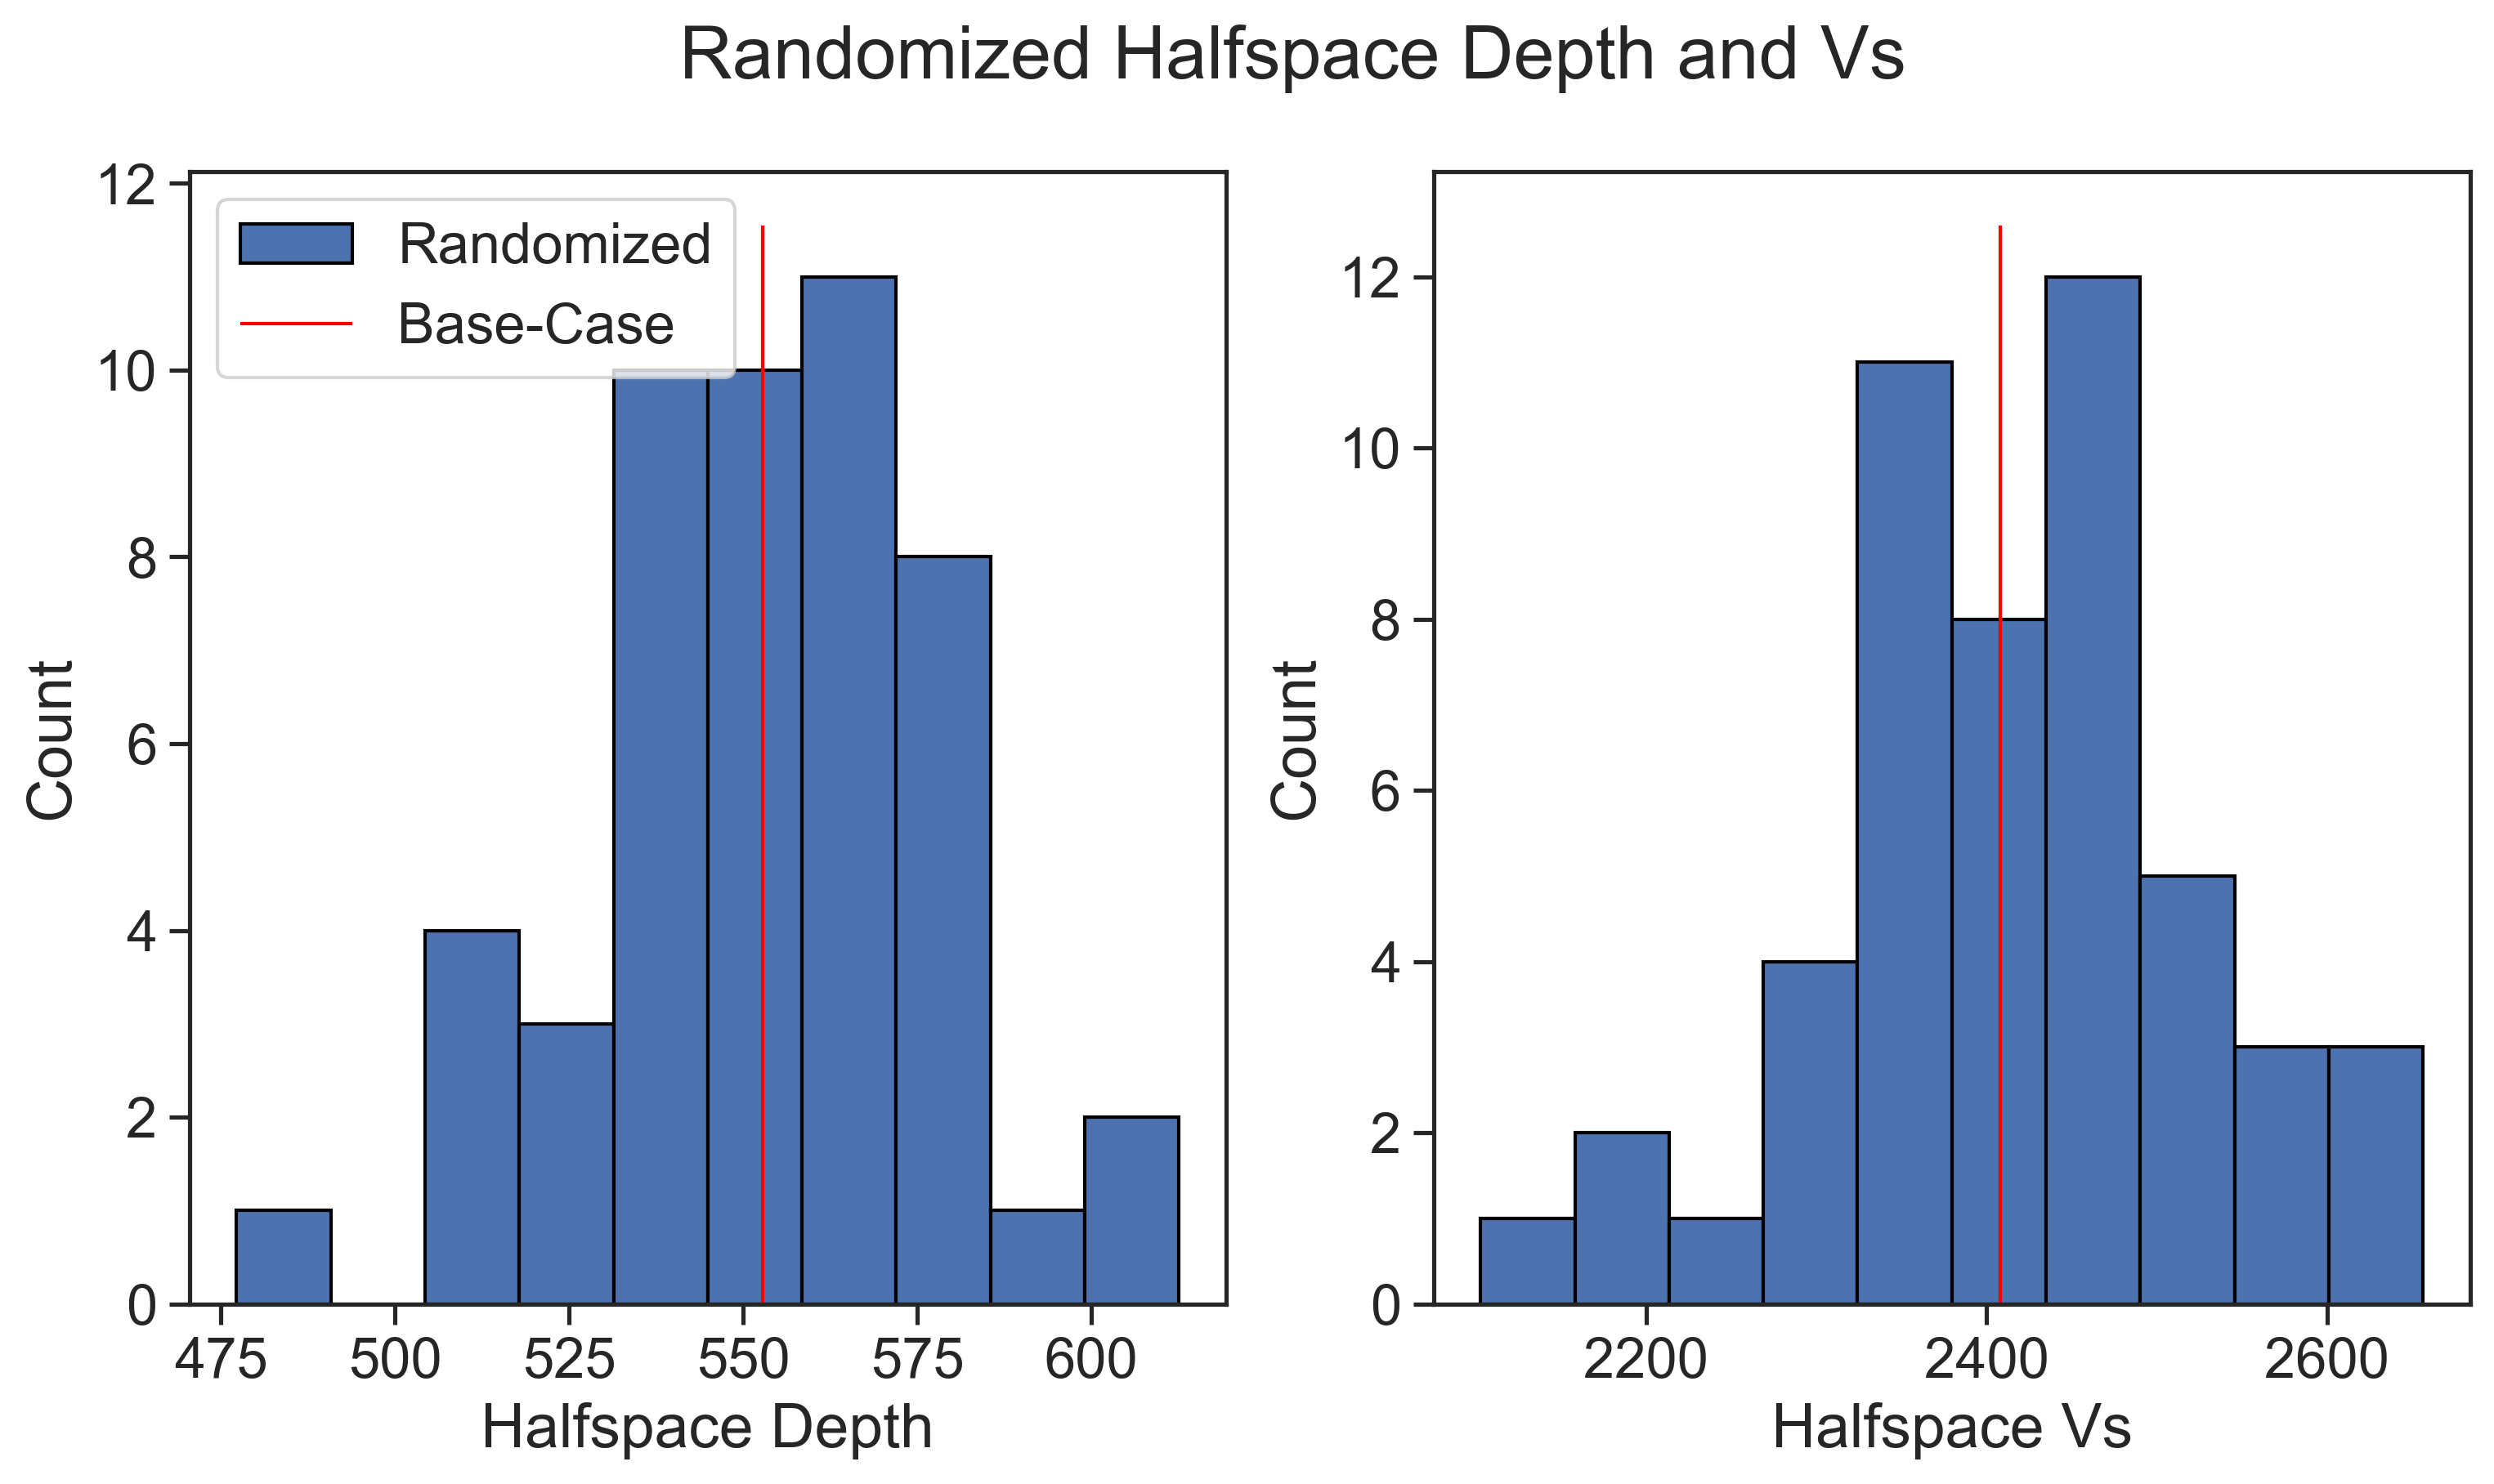 Randomized Halfspace Depth and Vs
12
10
8
6
4
2
0
Count
Randomized
Base-Case
475 500 525 550 575 600
Halfspace Depth
12
10
8
6
4
2
0
Count
2200 2400 2600
Halfspace Vs